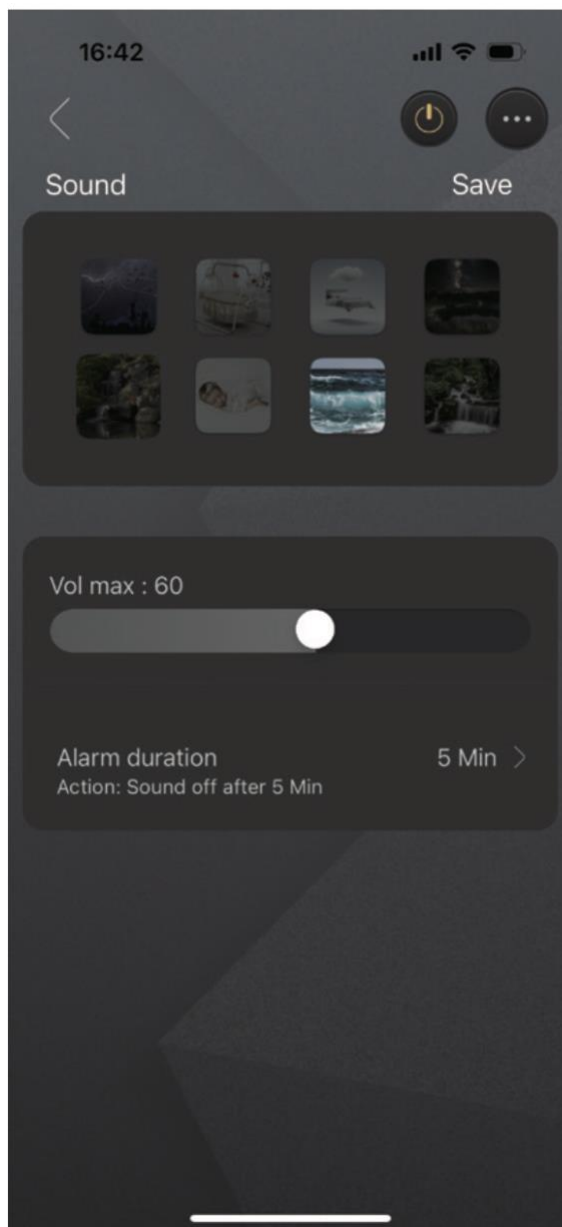 16:42
Sound
Save
Vol max : 60
Alarm duration
5 Min
Action: Sound off after 5 Min